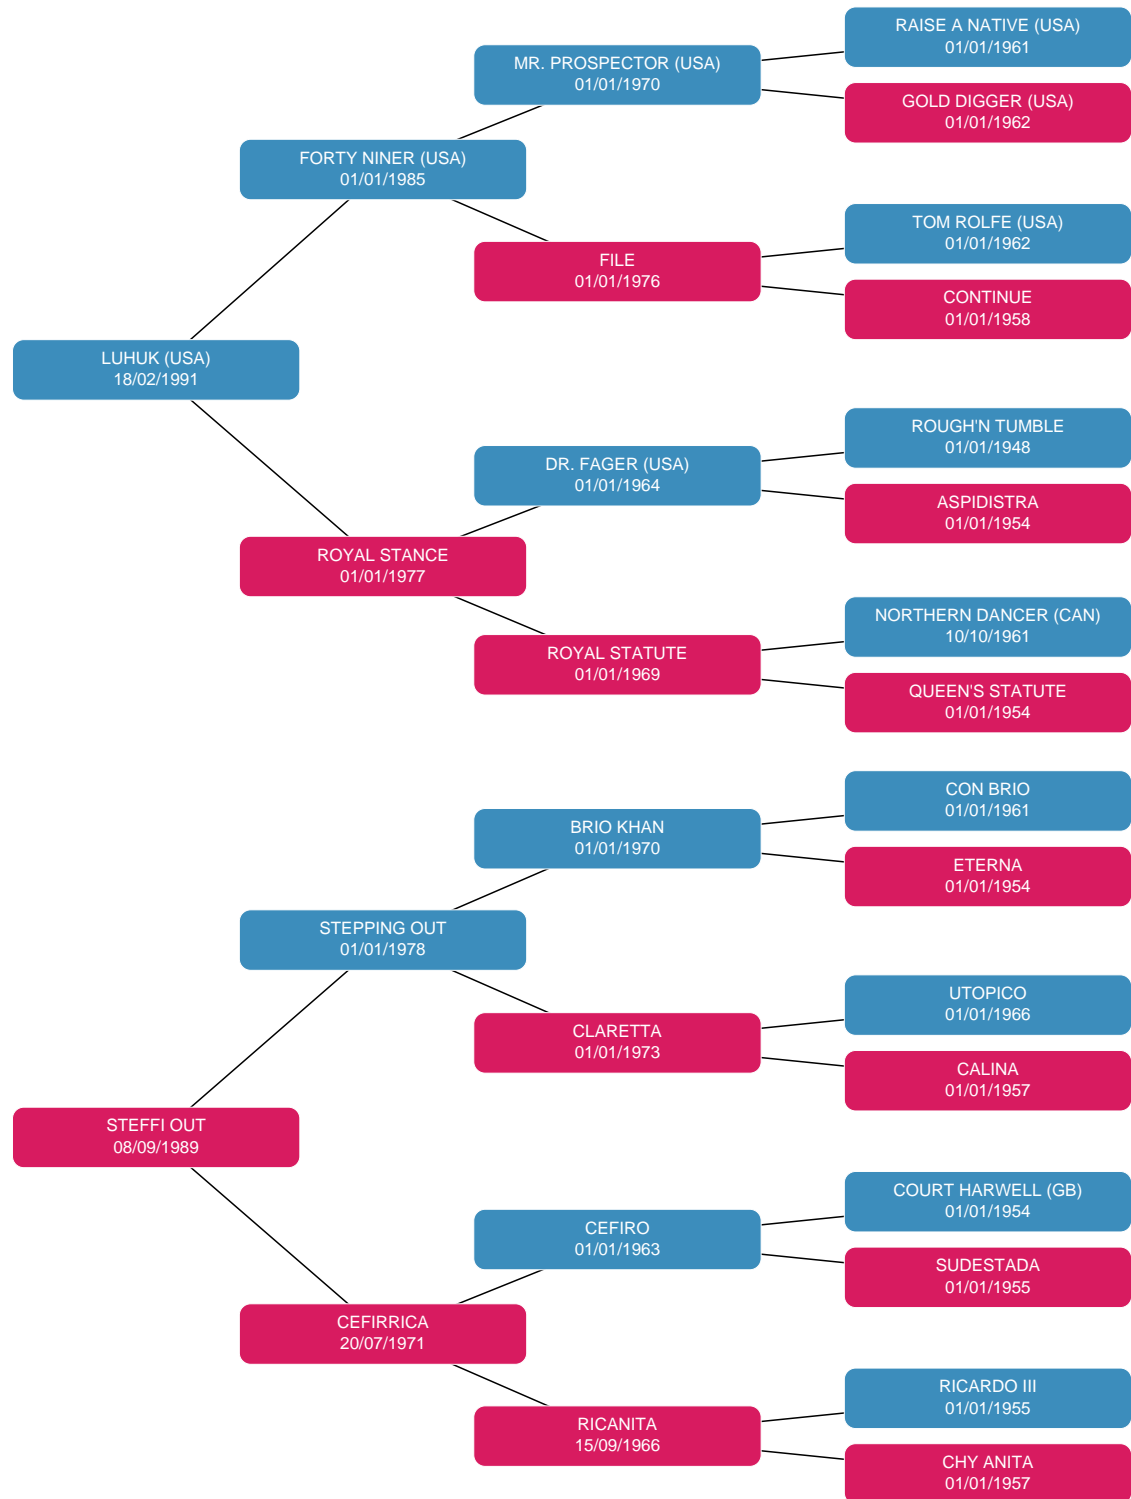 RAISE A NATIVE (USA)
01/01/1961
MR. PROSPECTOR (USA)
01/01/1970
GOLD DIGGER (USA)
01/01/1962
FORTY NINER (USA)
01/01/1985
TOM ROLFE (USA)
01/01/1962
FILE
01/01/1976
CONTINUE
01/01/1958
LUHUK (USA)
18/02/1991
ROUGH'N TUMBLE
01/01/1948
DR. FAGER (USA)
01/01/1964
ASPIDISTRA
01/01/1954
ROYAL STANCE
01/01/1977
NORTHERN DANCER (CAN)
10/10/1961
ROYAL STATUTE
01/01/1969
QUEEN'S STATUTE
01/01/1954
CON BRIO
01/01/1961
BRIO KHAN
01/01/1970
ETERNA
01/01/1954
STEPPING OUT
01/01/1978
UTOPICO
01/01/1966
CLARETTA
01/01/1973
CALINA
01/01/1957
STEFFI OUT
08/09/1989
COURT HARWELL (GB)
01/01/1954
CEFIRO
01/01/1963
SUDESTADA
01/01/1955
CEFIRRICA
20/07/1971
RICARDO III
01/01/1955
RICANITA
15/09/1966
CHY ANITA
01/01/1957